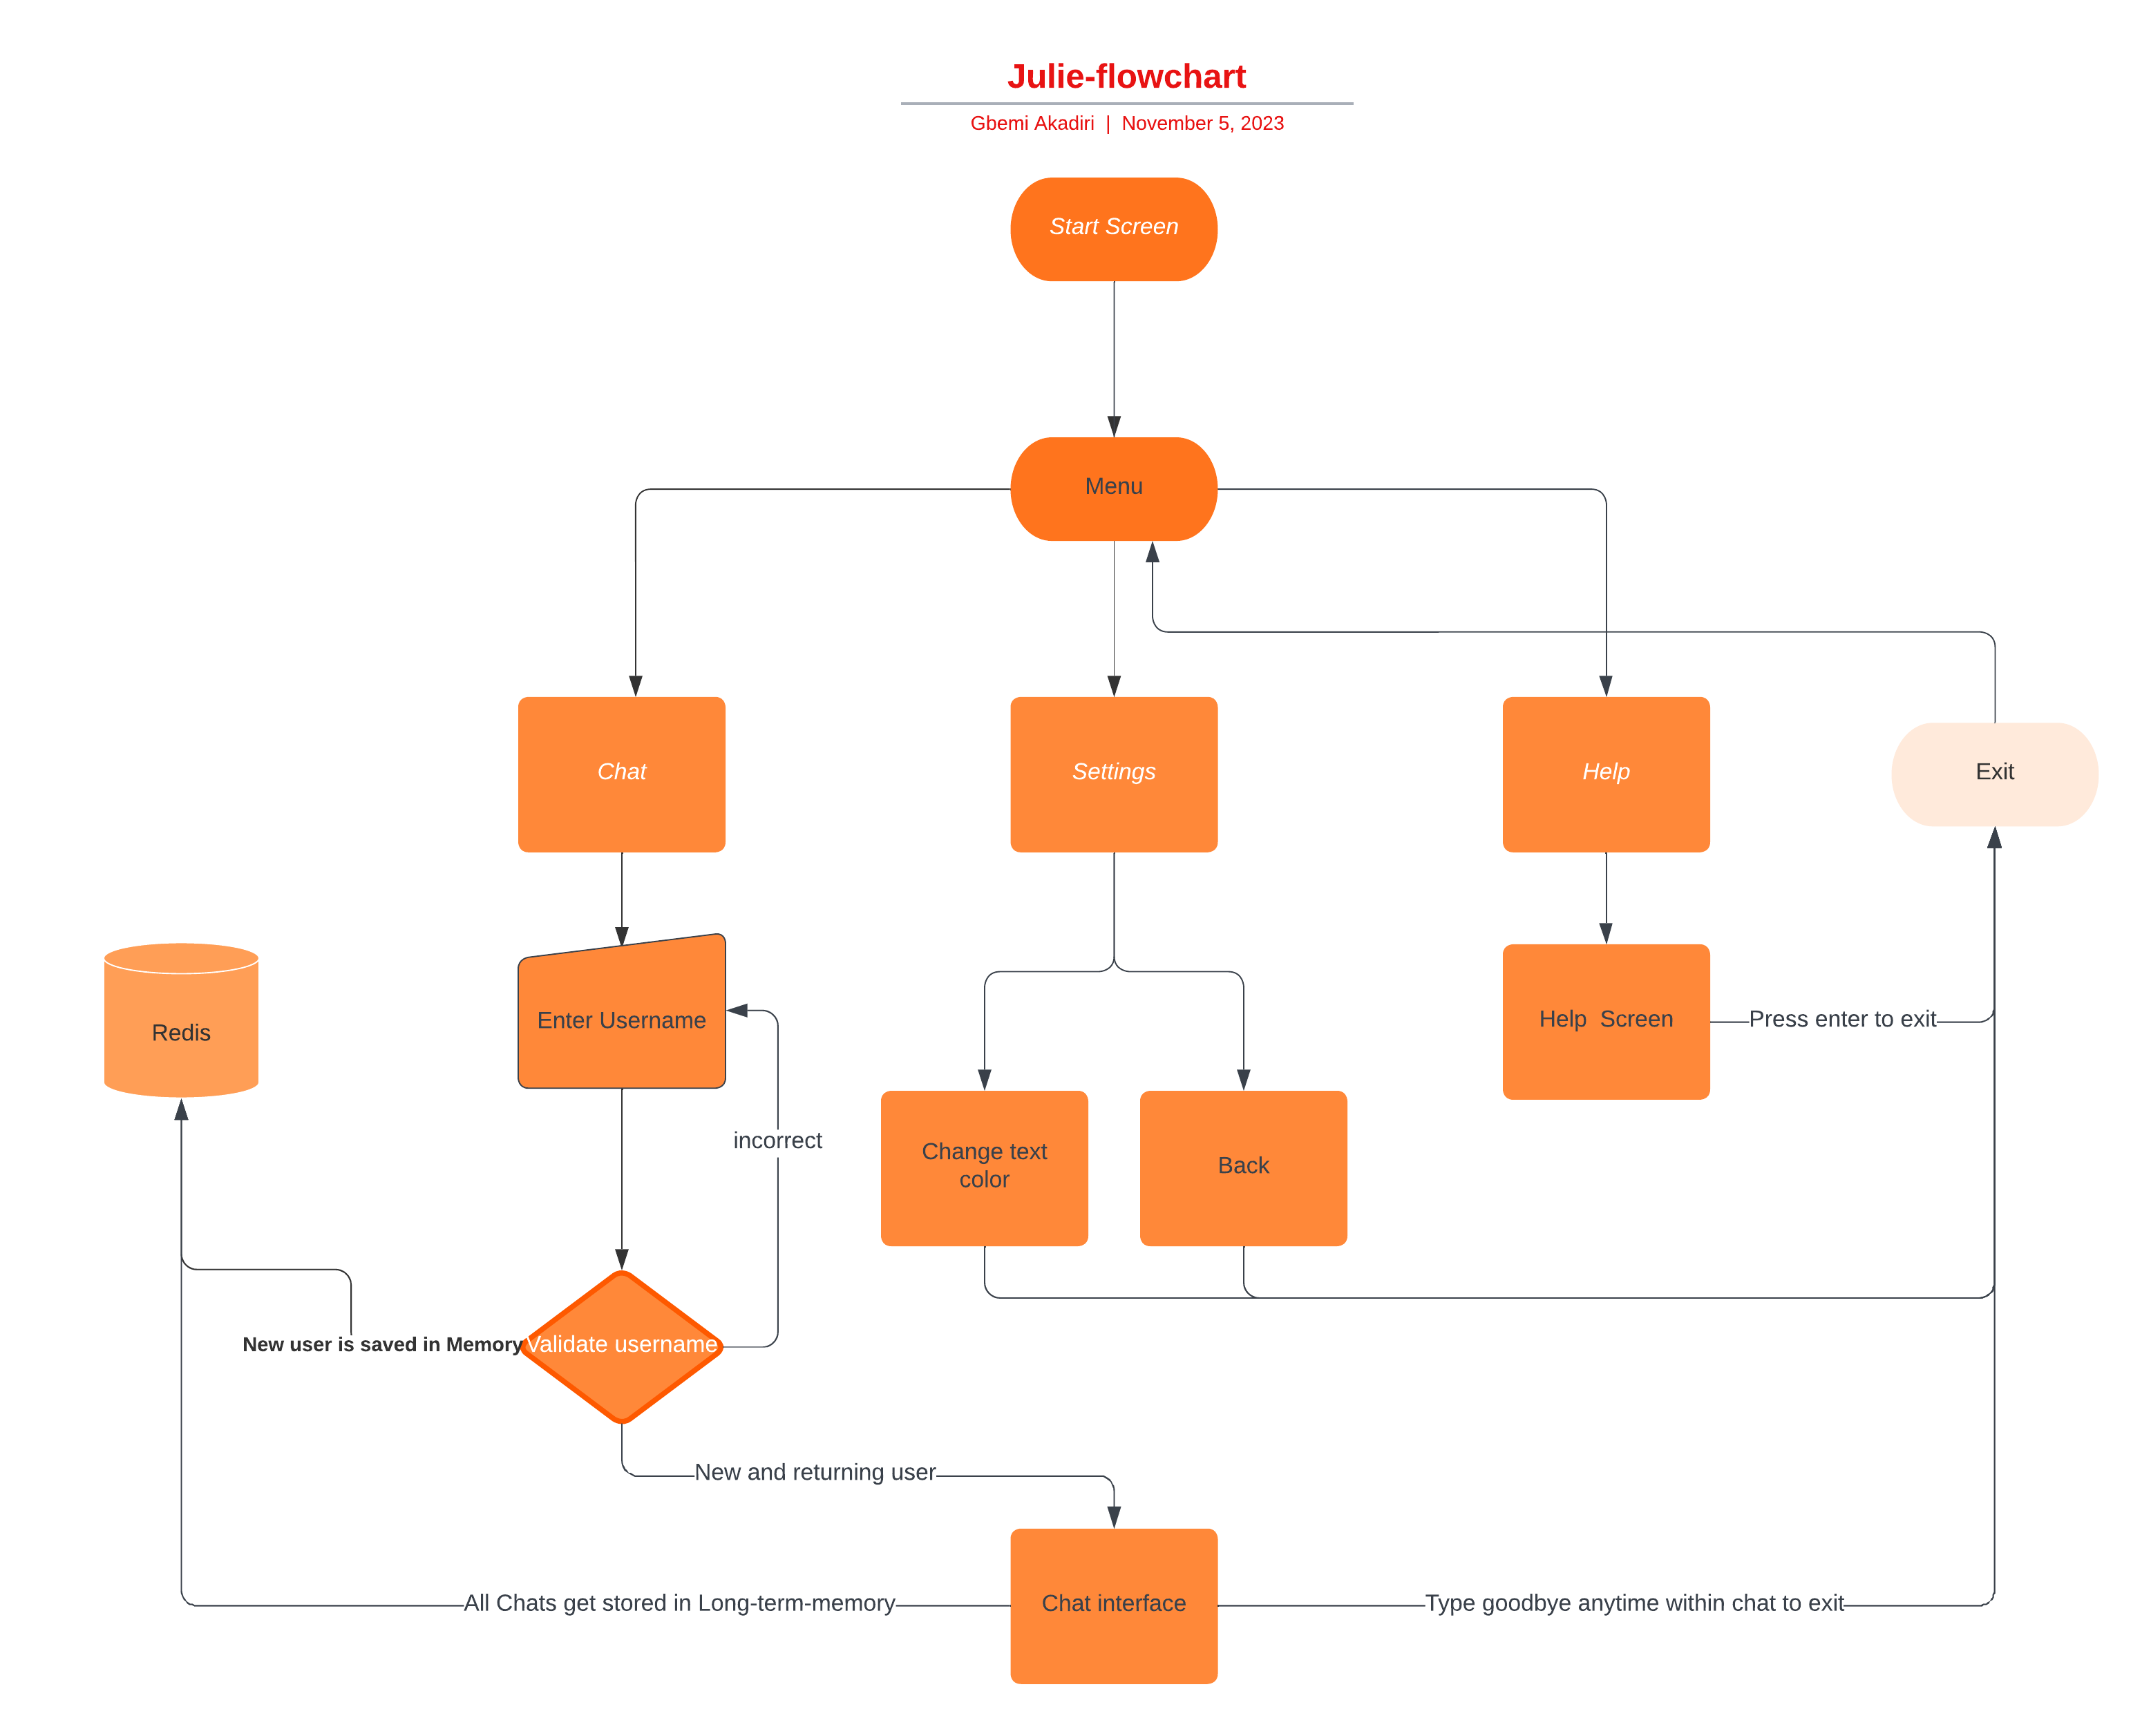 Julie-flowchart
Gbemi Akadiri | November 5, 2023
Start Screen
Menu
Chat
Settings
Help
Exit
Redis
Enter Username
Help  Screen
Press enter to exit
incorrect
Change text
color
Back
New user is saved in Memory
Validate username
New and returning user
All Chats get stored in Long-term-memory
Chat interface
Type goodbye anytime within chat to exit